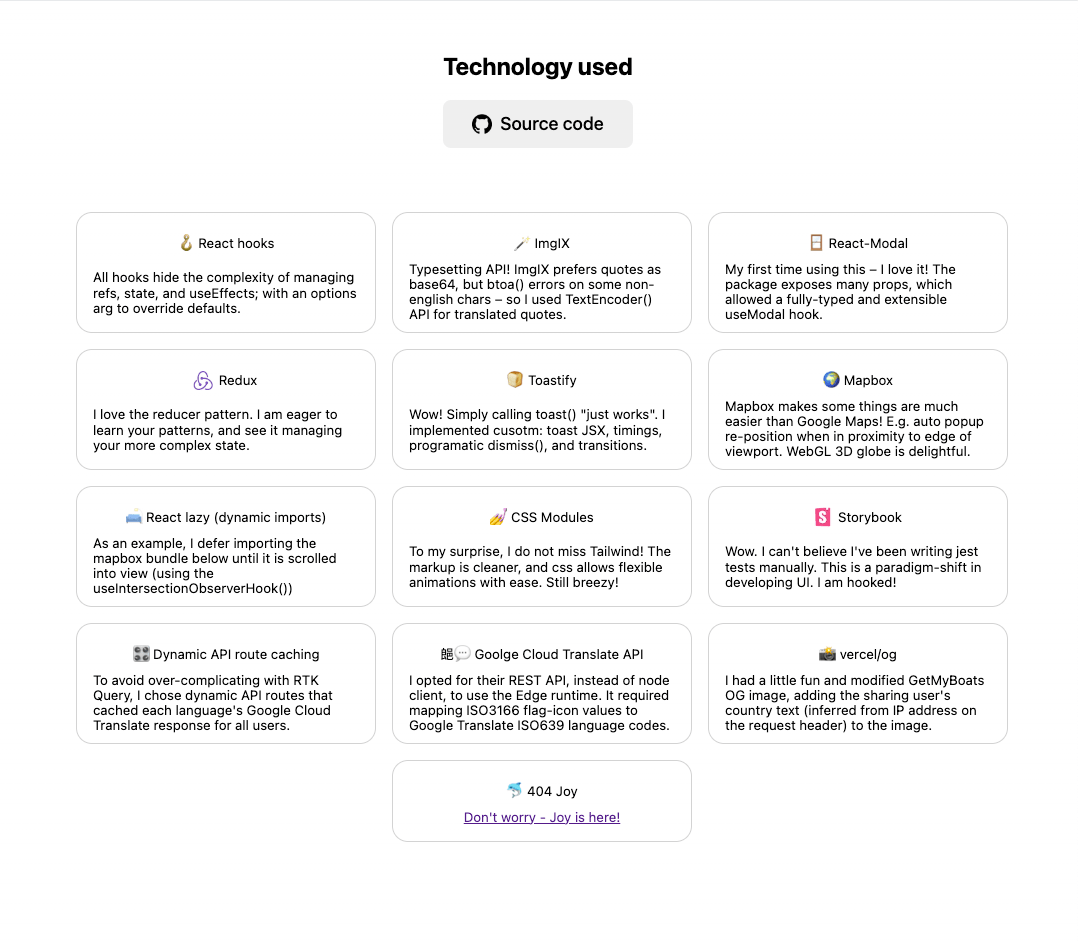 Technology used
Source code
React hooks
All hooks hide the complexity of managing
refs, state, and useEffects; with an options
arg to override defaults.
ImgIX
Typesetting API! ImgIX prefers quotes as
base64, but btoa() errors on some non-
english chars – so I used TextEncoder()
API for translated quotes.
React-Modal
My first time using this – I love it! The
package exposes many props, which
allowed a fully-typed and extensible
useModal hook.
Redux
I love the reducer pattern. I am eager to
learn your patterns, and see it managing
your more complex state.
Toastify
Wow! Simply calling toast() "just works". I
implemented cusotm: toast JSX, timings,
programatic dismiss(), and transitions.
Mapbox
Mapbox makes some things are much
easier than Google Maps! E.g. auto popup
re-position when in proximity to edge of
viewport. WebGL 3D globe is delightful.
React lazy (dynamic imports)
As an example, I defer importing the
mapbox bundle below until it is scrolled
into view (using the
useIntersectionObserverHook())
CSS Modules
To my surprise, I do not miss Tailwind! The
markup is cleaner, and css allows flexible
animations with ease. Still breezy!
Storybook
Wow. I can't believe I've been writing jest
tests manually. This is a paradigm-shift in
developing UI. I am hooked!
Dynamic API route caching
To avoid over-complicating with RTK
Query, I chose dynamic API routes that
cached each language's Google Cloud
Translate response for all users.
Goolge Cloud Translate API
I opted for their REST API, instead of node
client, to use the Edge runtime. It required
mapping ISO3166 flag-icon values to
Google Translate ISO639 language codes.
vercel/og
I had a little fun and modified GetMyBoats
OG image, adding the sharing user's
country text (inferred from IP address on
the request header) to the image.
404 Joy
Don't worry - Joy is here!